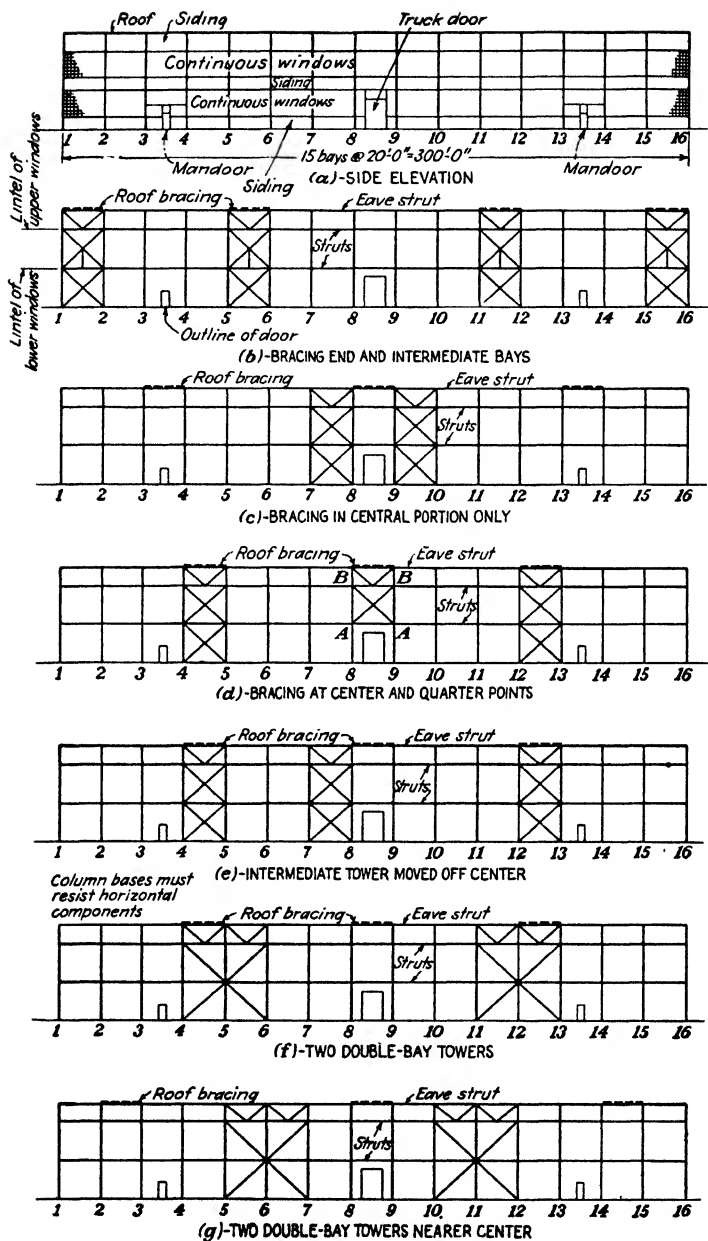 Roof Siding Truck door
Continuous windows
Siding
Continuous windows
1 2 3 4 5 6 7 8 9 10 11 12 13 14 15 16
Mandoor 15 bays @ 20'-0"=300'-0" Mandoor
Siding
(a)-SIDE ELEVATION
Lintel of upper windows
Roof bracing Eave strut
Struts
Lintel of lower windows
1 2 3 4 5 6 7 8 9 10 11 12 13 14 15 16
Outline of door
(b)-BRACING END AND INTERMEDIATE BAYS
Roof bracing Eave strut
Struts
1 2 3 4 5 6 7 8 9 10 11 12 13 14 15 16
(c)-BRACING IN CENTRAL PORTION ONLY
Roof bracing Eave strut
B B
Struts
A A
1 2 3 4 5 6 7 8 9 10 11 12 13 14 15 16
(d)-BRACING AT CENTER AND QUARTER POINTS
Roof bracing Eave strut
Struts
1 2 3 4 5 6 7 8 9 10 11 12 13 14 15 16
(e)-INTERMEDIATE TOWER MOVED OFF CENTER
Column bases must
resist horizontal
components
Roof bracing Eave strut
Struts
1 2 3 4 5 6 7 8 9 10 11 12 13 14 15 16
(f)-TWO DOUBLE-BAY TOWERS
Roof bracing Eave strut
Struts
1 2 3 4 5 6 7 8 9 10 11 12 13 14 15 16
(g)-TWO DOUBLE-BAY TOWERS NEARER CENTER